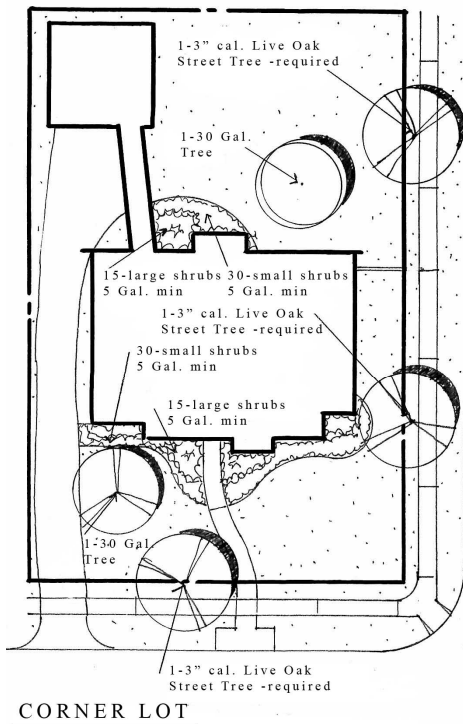 1-3" cal. Live Oak
Street Tree -required
1-30 Gal.
Tree
15-large shrubs
5 Gal. min
30-small shrubs
5 Gal. min
1-3" cal. Live Oak
Street Tree -required
30-small shrubs
5 Gal. min
15-large shrubs
5 Gal. min
1-30 Gal.
Tree
1-3" cal. Live Oak
Street Tree -required
CORNER LOT